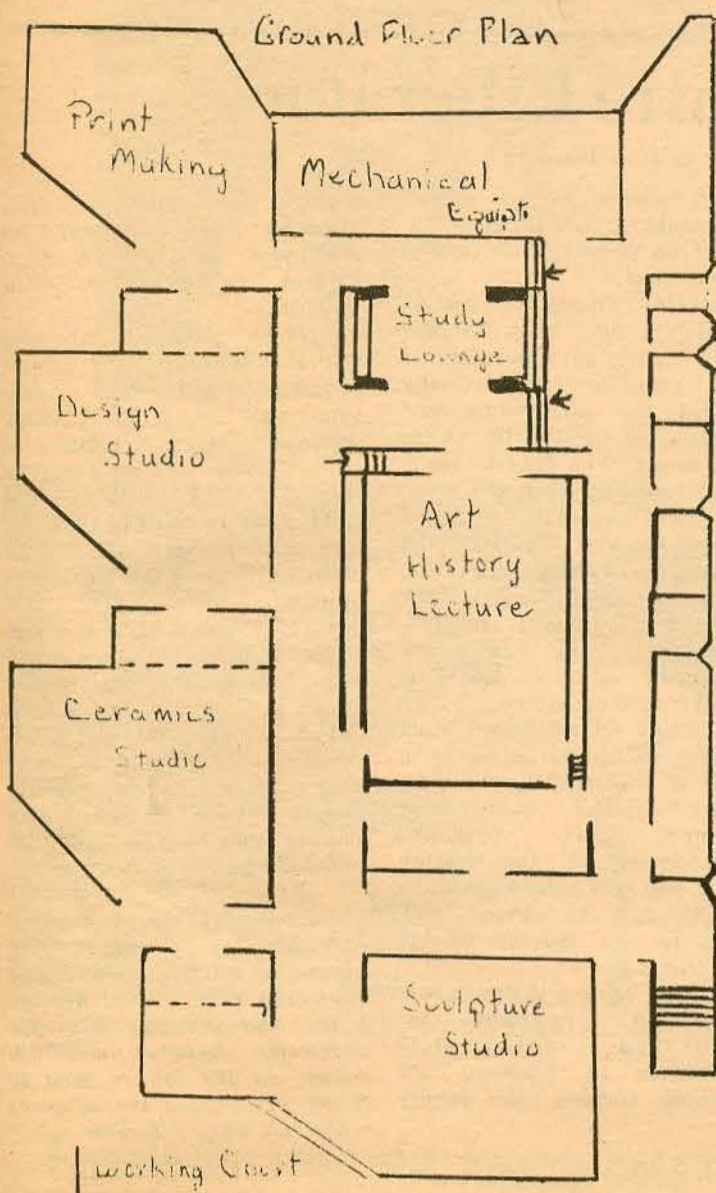 Ground Floor Plan
Print
Making
Mechanical
Equipt
Study
Lounge
Design
Studio
Art
History
Lecture
Ceramics
Studio
Sculpture
Studio
working Court